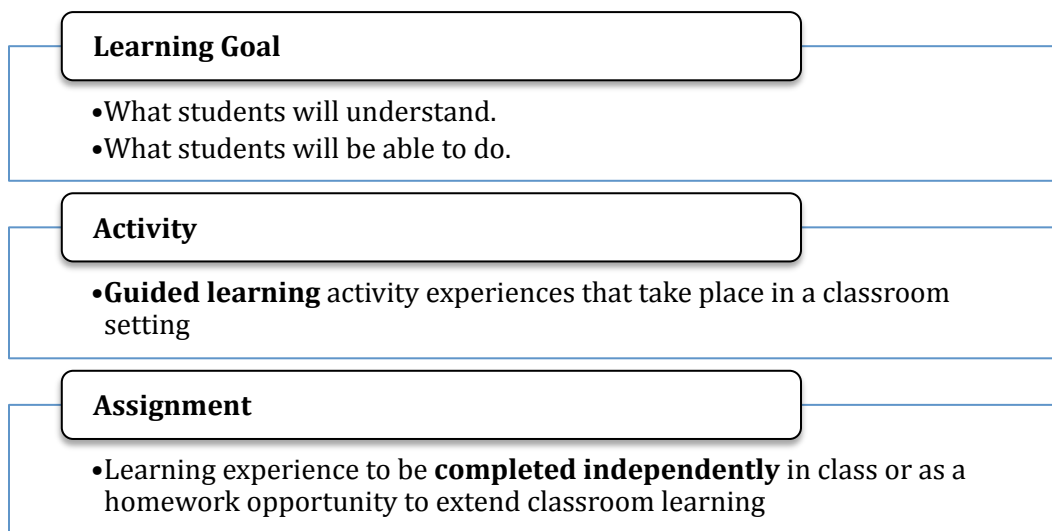 Learning Goal
•What students will understand.
•What students will be able to do.
Activity
•Guided learning activity experiences that take place in a classroom
setting
Assignment
•Learning experience to be completed independently in class or as a
homework opportunity to extend classroom learning